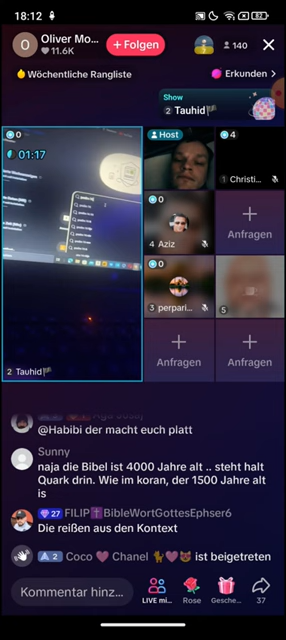 18:12
82
O
Oliver Mo...
11.6K
+ Folgen
140
Wöchentliche Rangliste
Erkunden >
Show
2 Tauhid🏴
0
01:17
2 Tauhid🏴
Host
4
1 Christi...
0
4 Aziz
Anfragen
0
3 perpari...
5
Anfragen
Anfragen
@Habibi der macht euch platt
Sunny
naja die Bibel ist 4000 Jahre alt .. steht halt
Quark drin. Wie im koran, der 1500 Jahre alt
is
27 FILIP✝️BibleWortGottesEphser6
Die reißen aus den Kontext
2 Coco 💗 Chanel 🐈💗😻 ist beigetreten
Kommentar hinz...
LIVE mi...
Rose
Gesche...
37